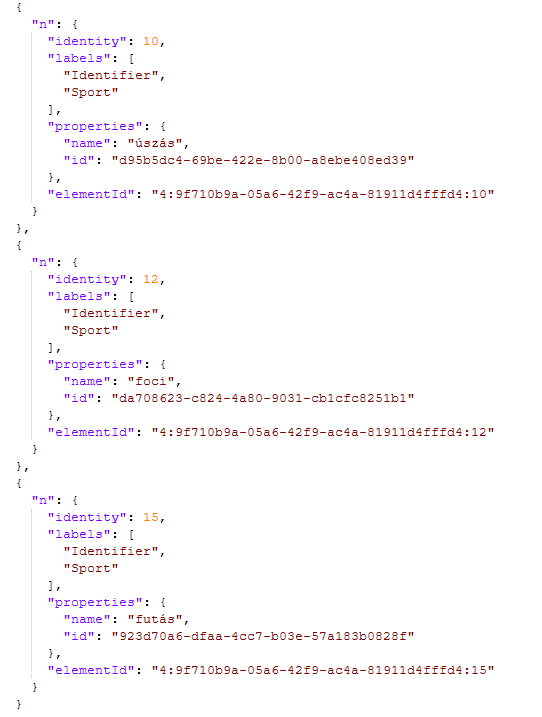 {
"n": {
"identity": 10,
"labels": [
"Identifier",
"Sport"
],
"properties": {
"name": "úszás",
"id": "d95b5dc4-69be-422e-8b00-a8ebe408ed39"
},
"elementId": "4:9f710b9a-05a6-42f9-ac4a-81911d4fffd4:10"
}
},
{
"n": {
"identity": 12,
"labels": [
"Identifier",
"Sport"
],
"properties": {
"name": "foci",
"id": "da708623-c824-4a80-9031-cb1cfc8251b1"
},
"elementId": "4:9f710b9a-05a6-42f9-ac4a-81911d4fffd4:12"
}
},
{
"n": {
"identity": 15,
"labels": [
"Identifier",
"Sport"
],
"properties": {
"name": "futás",
"id": "923d70a6-dfaa-4cc7-b03e-57a183b0828f"
},
"elementId": "4:9f710b9a-05a6-42f9-ac4a-81911d4fffd4:15"
}
}